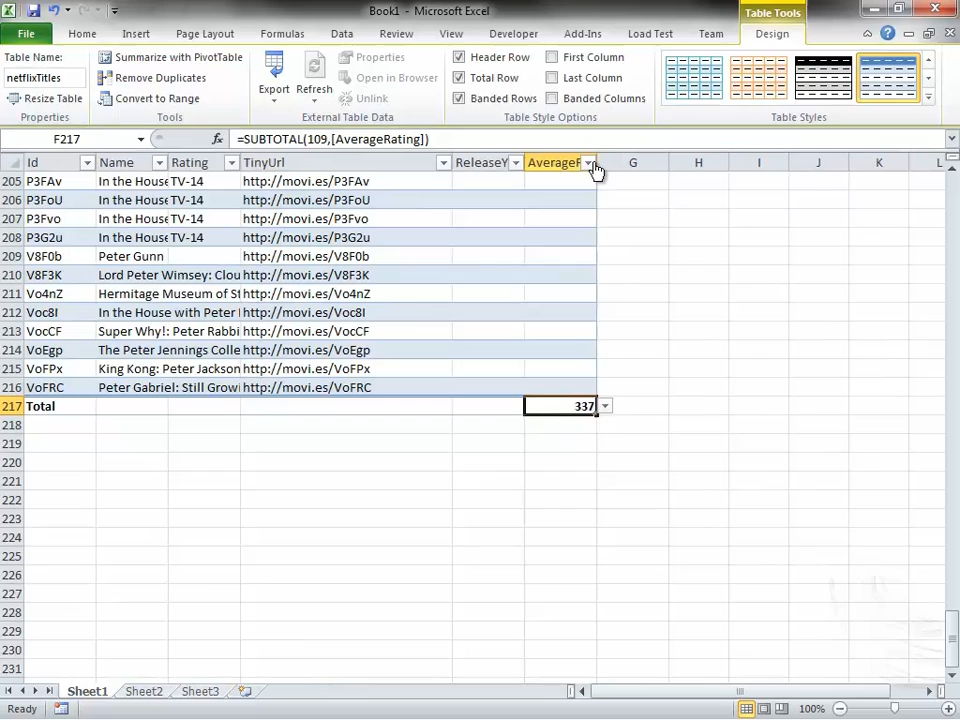 Book1 - Microsoft Excel
Table Tools
File Home Insert Page Layout Formulas Data Review View Developer Add-Ins Load Test Team Design
Table Name:
netflixTitles
Resize Table
Properties
Summarize with PivotTable
Remove Duplicates
Convert to Range
Tools
Export
Refresh
Properties
Open in Browser
Unlink
External Table Data
Header Row
Total Row
Banded Rows
First Column
Last Column
Banded Columns
Table Style Options
Table Styles
F217 fx =SUBTOTAL(109,[AverageRating])
Id Name Rating TinyUrl ReleaseY AverageR G H I J K L
205 P3FAv In the House TV-14 http://movi.es/P3FAv
206 P3FoU In the House TV-14 http://movi.es/P3FoU
207 P3Fvo In the House TV-14 http://movi.es/P3Fvo
208 P3G2u In the House TV-14 http://movi.es/P3G2u
209 V8F0b Peter Gunn http://movi.es/V8F0b
210 V8F3K Lord Peter Wimsey: Clou http://movi.es/V8F3K
211 Vo4nZ Hermitage Museum of St http://movi.es/Vo4nZ
212 Voc8I In the House with Peter http://movi.es/Voc8I
213 VocCF Super Why!: Peter Rabbi http://movi.es/VocCF
214 VoEgp The Peter Jennings Colle http://movi.es/VoEgp
215 VoFPx King Kong: Peter Jackson http://movi.es/VoFPx
216 VoFRC Peter Gabriel: Still Growi http://movi.es/VoFRC
217 Total 337
218
219
220
221
222
223
224
225
226
227
228
229
230
231
Sheet1 Sheet2 Sheet3
Ready 100%